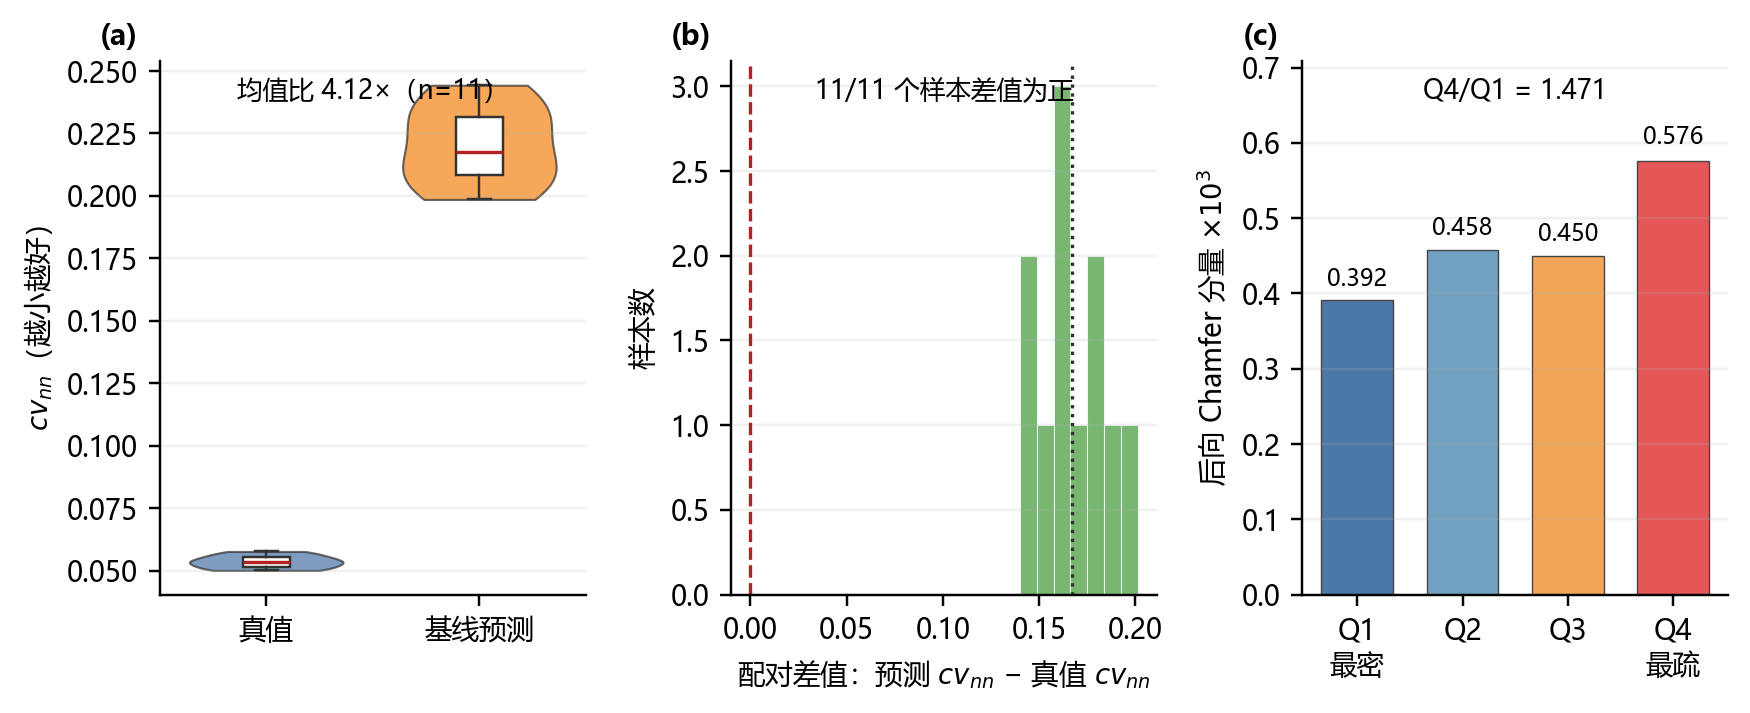 (a)
均值比 4.12×（n=11）
0.250
0.225
0.200
0.175
0.150
0.125
0.100
0.075
0.050
cvₙₙ（越小越好）
真值
基线预测
(b)
11/11 个样本差值为正
3.0
2.5
2.0
1.5
1.0
0.5
0.0
样本数
0.00
0.05
0.10
0.15
0.20
配对差值：预测 cvₙₙ − 真值 cvₙₙ
(c)
Q4/Q1 = 1.471
0.7
0.6
0.5
0.4
0.3
0.2
0.1
0.0
后向 Chamfer 分量 ×10³
0.392
0.458
0.450
0.576
Q1
最密
Q2
Q3
Q4
最疏